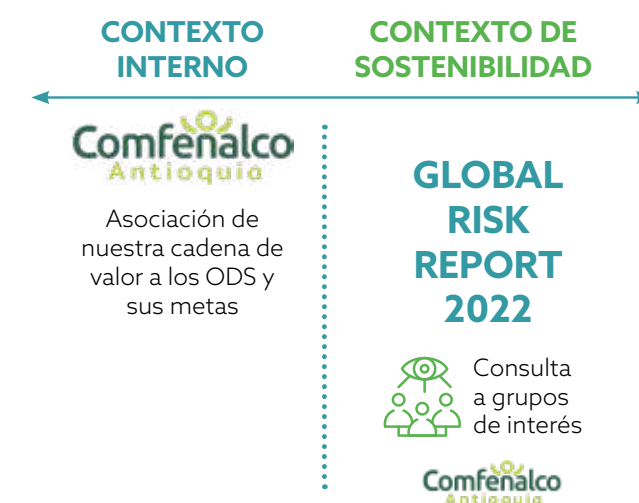 CONTEXTO
INTERNO
Comfenalco
Antioquia
Asociación de
nuestra cadena de
valor a los ODS y
sus metas
CONTEXTO DE
SOSTENIBILIDAD
GLOBAL
RISK
REPORT
2022
Consulta
a grupos
de interés
Comfenalco
Antioquia